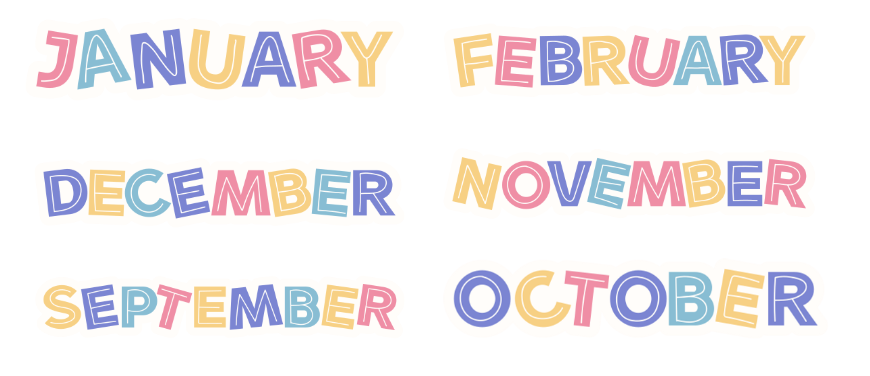 JANUARY
FEBRUARY
DECEMBER
NOVEMBER
SEPTEMBER
OCTOBER